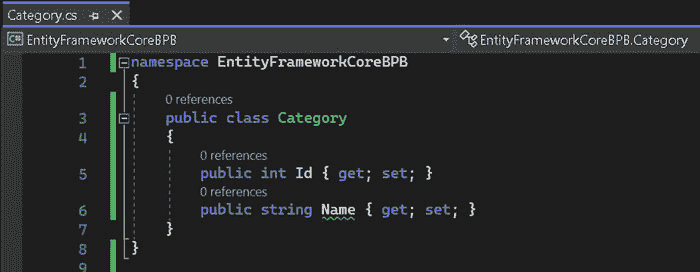 Category.cs
EntityFrameworkCoreBPB EntityFrameworkCoreBPB.Category
1 namespace EntityFrameworkCoreBPB
2 {
0 references
3 public class Category
4 {
0 references
5 public int Id { get; set; }
0 references
6 public string Name { get; set; }
7 }
8 }
9